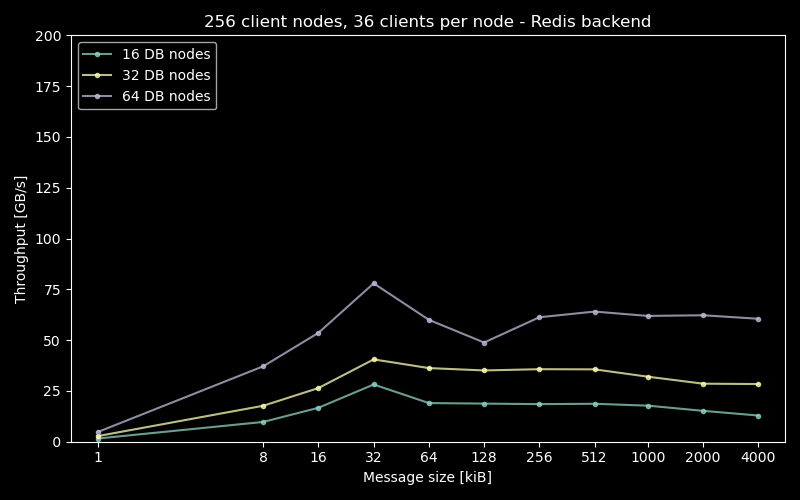 256 client nodes, 36 clients per node - Redis backend
200
175
150
125
100
75
50
25
0
Throughput [GB/s]
16 DB nodes
32 DB nodes
64 DB nodes
1 8 16 32 64 128 256 512 1000 2000 4000
Message size [kiB]